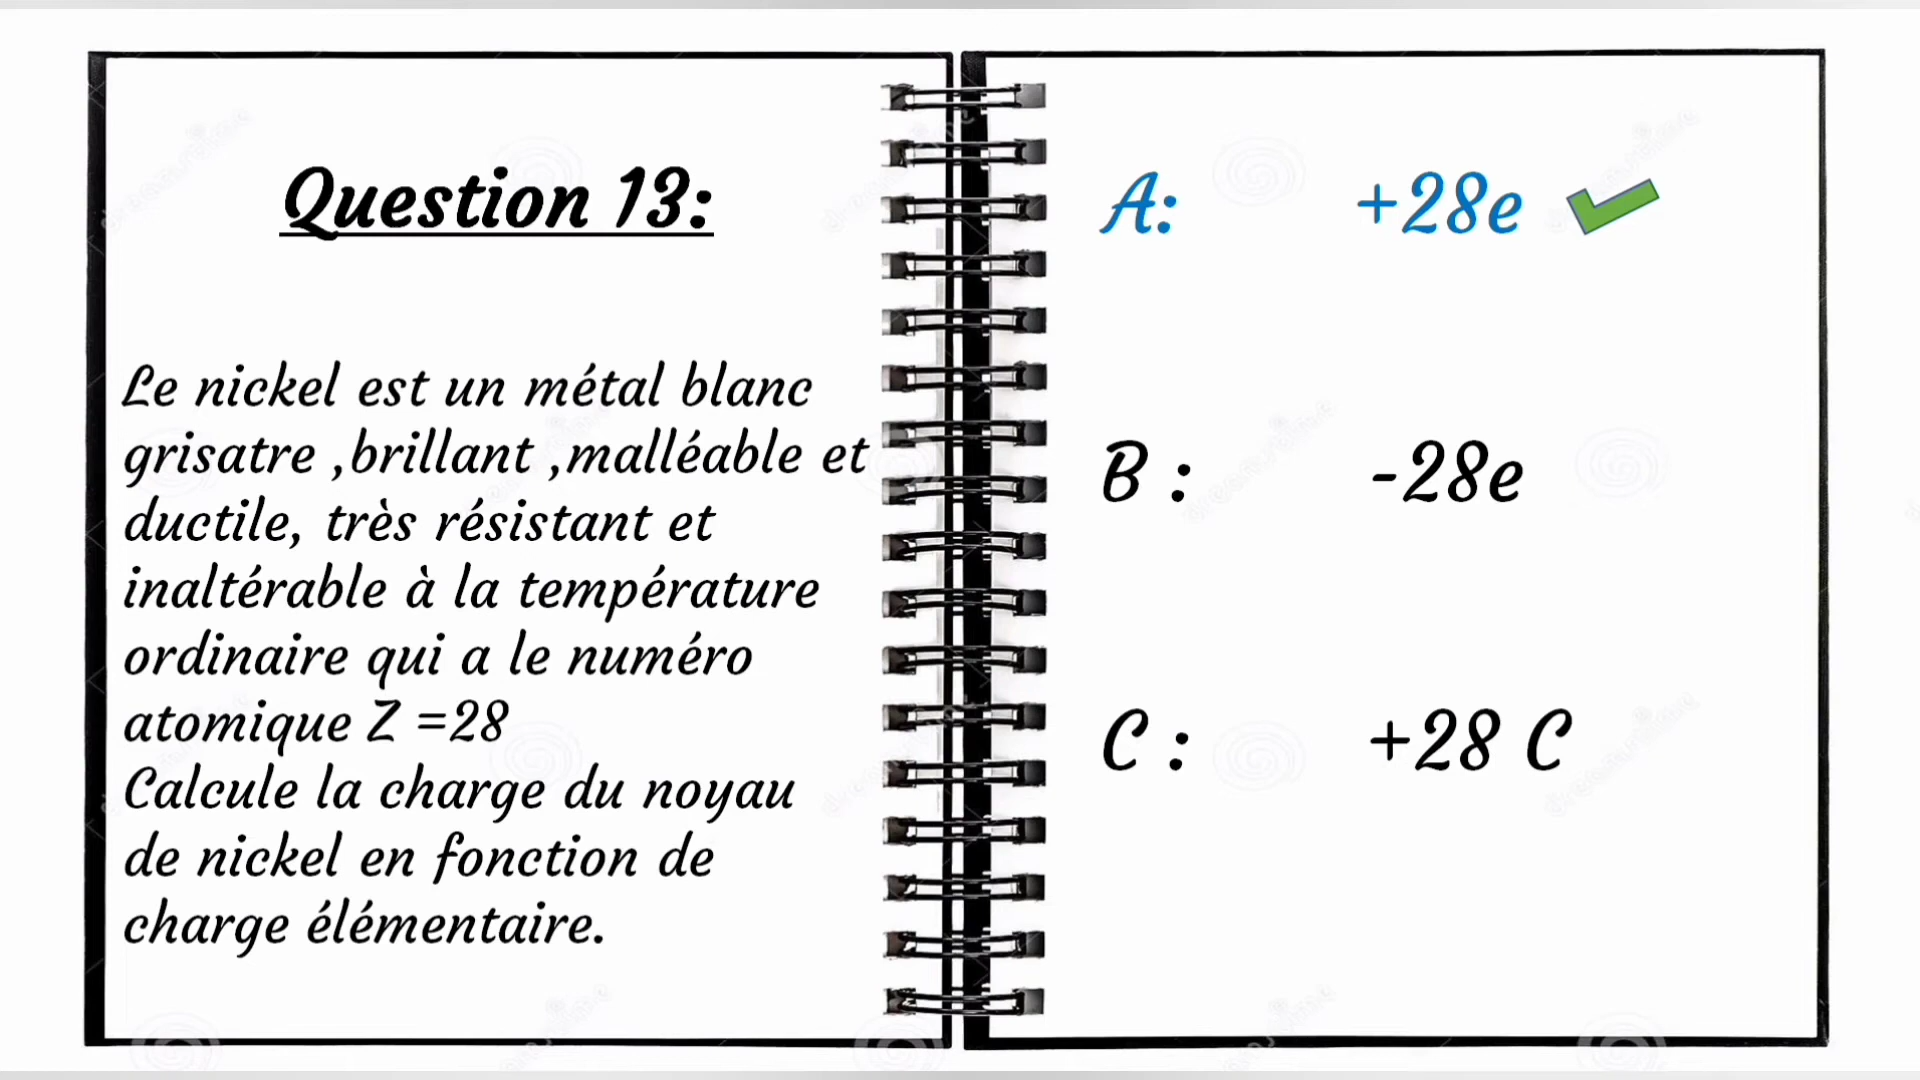 Question 13:
Le nickel est un métal blanc
grisatre ,brillant ,malléable et
ductile, très résistant et
inaltérable à la température
ordinaire qui a le numéro
atomique Z =28
Calcule la charge du noyau
de nickel en fonction de
charge élémentaire.
A: +28e
B : -28e
C : +28 C